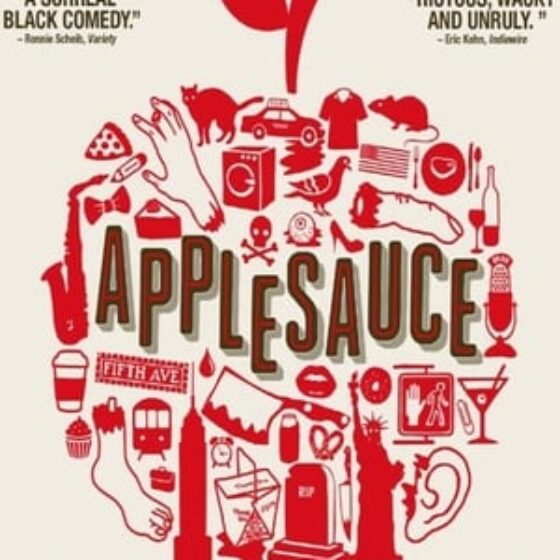 "A SURREAL
BLACK COMEDY."
– Ronnie Scheib, Variety
RIOTOUS, WACKY
AND UNRULY. "
– Eric Kohn, Indiewire
APPLESAUCE
FIFTH AVE
RIP